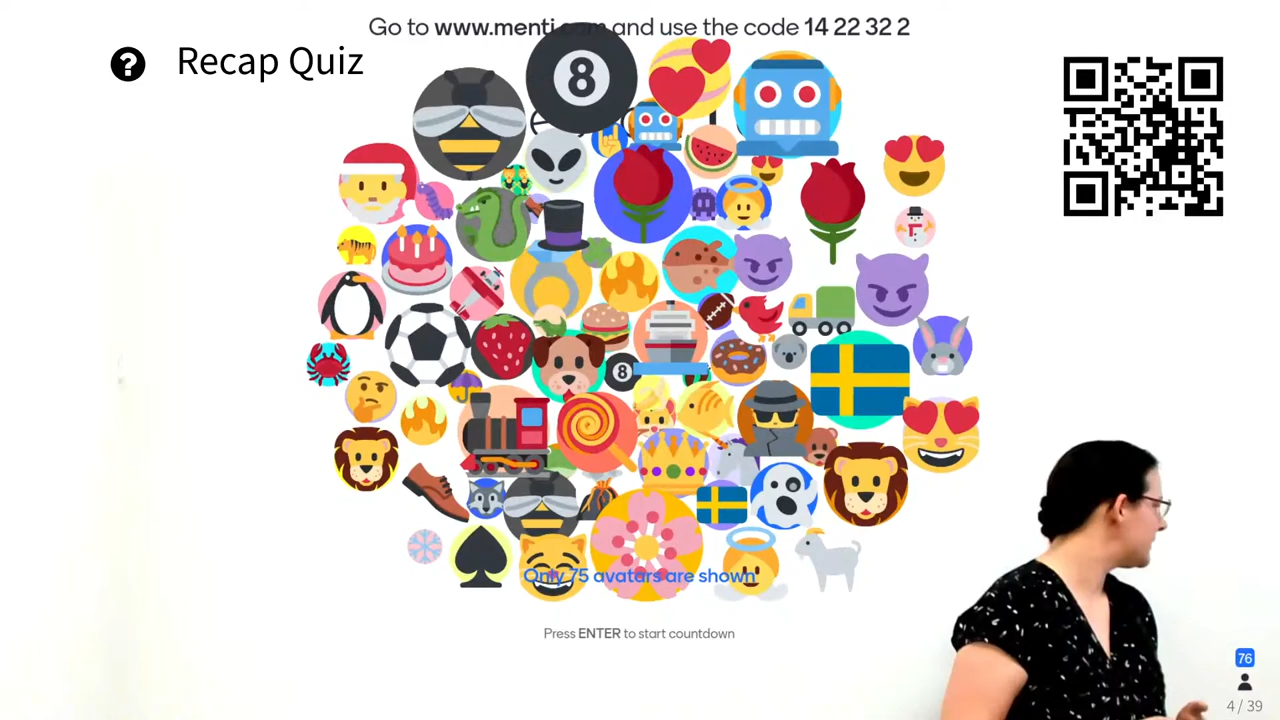 Go to www.menti.com and use the code 14 22 32 2
Recap Quiz
8
8
Only 75 avatars are shown
Press ENTER to start countdown
76
4 / 39